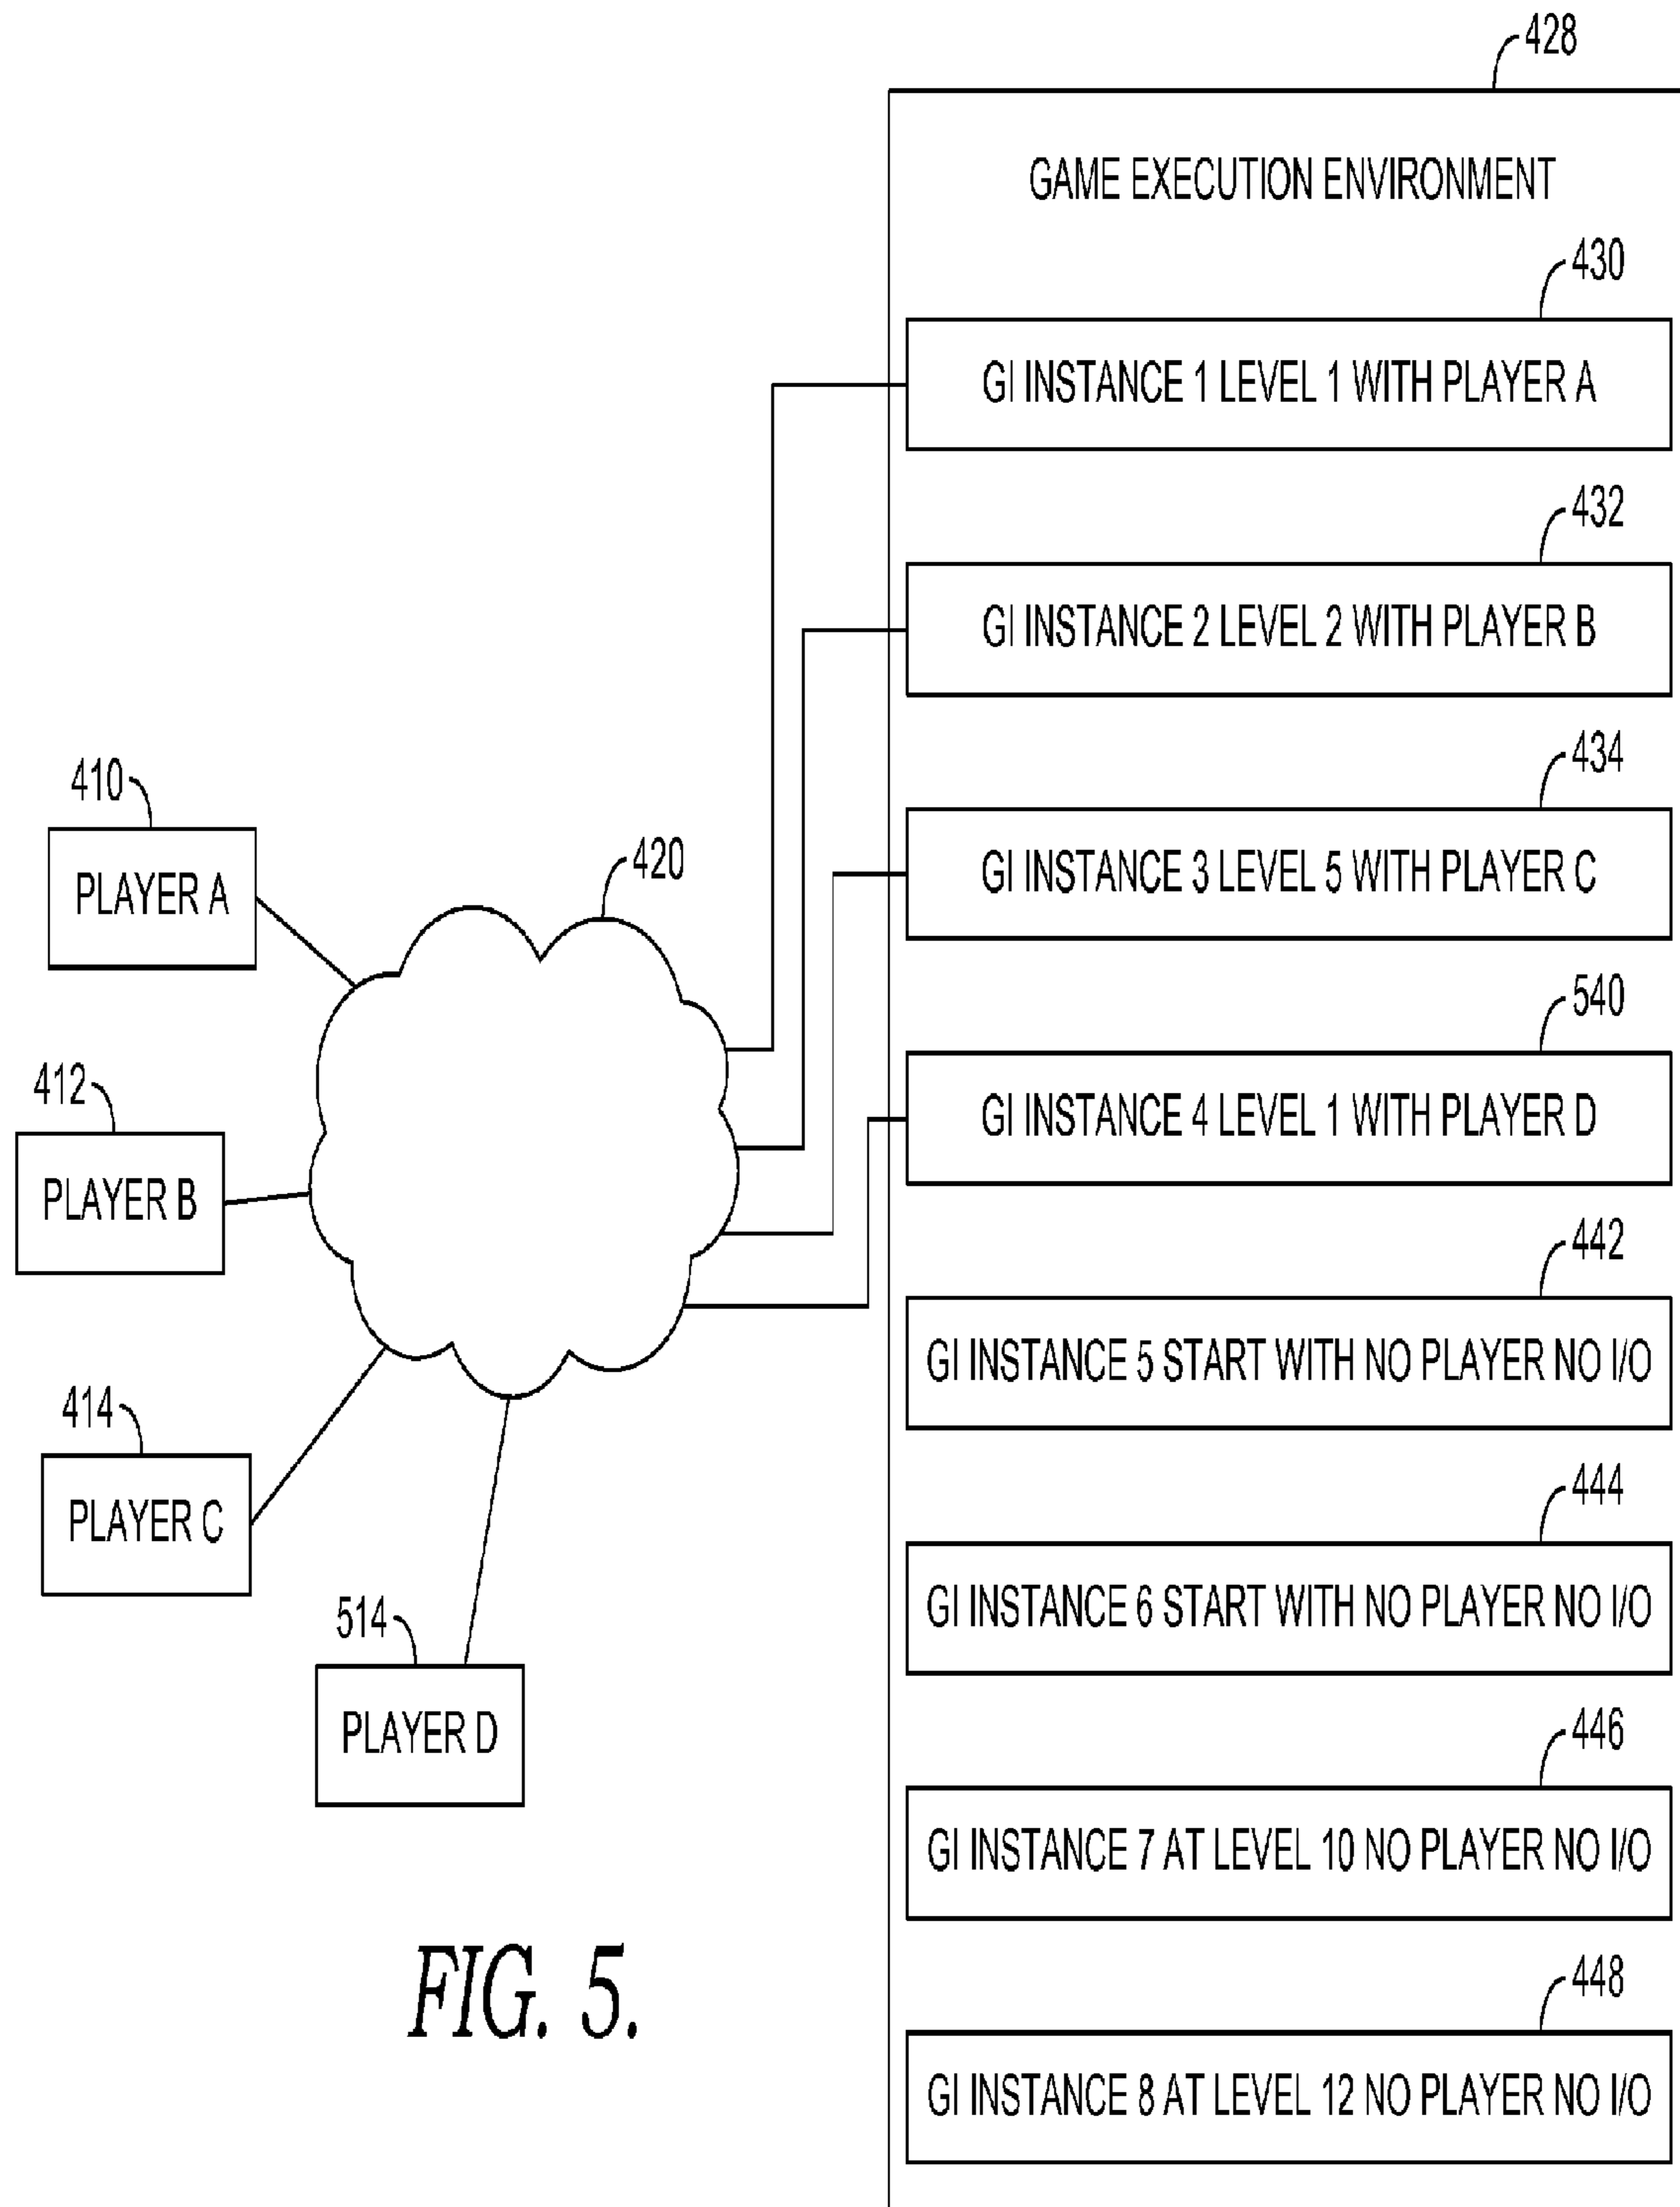 428
GAME EXECUTION ENVIRONMENT
430
GI INSTANCE 1 LEVEL 1 WITH PLAYER A
432
GI INSTANCE 2 LEVEL 2 WITH PLAYER B
434
GI INSTANCE 3 LEVEL 5 WITH PLAYER C
540
GI INSTANCE 4 LEVEL 1 WITH PLAYER D
442
GI INSTANCE 5 START WITH NO PLAYER NO I/O
444
GI INSTANCE 6 START WITH NO PLAYER NO I/O
446
GI INSTANCE 7 AT LEVEL 10 NO PLAYER NO I/O
448
GI INSTANCE 8 AT LEVEL 12 NO PLAYER NO I/O
410
PLAYER A
420
412
PLAYER B
414
PLAYER C
514
PLAYER D
FIG. 5.